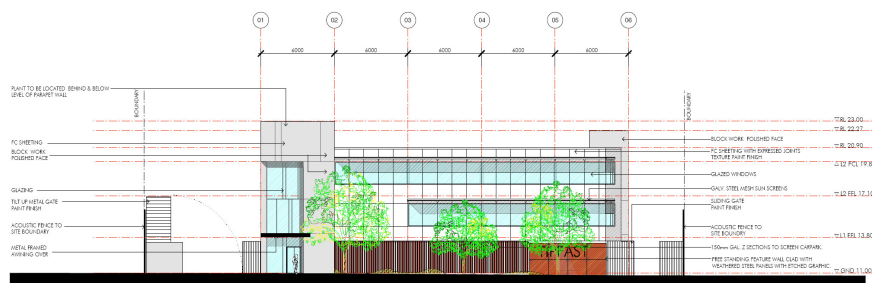 01 02 03 04 05 06
6000 6000 6000 6000 6000
PLANT TO BE LOCATED BEHIND & BELOW
LEVEL OF PARAPET WALL
BOUNDARY
FC SHEETING
BLOCK WORK
POLISHED FACE
GLAZING
TILT UP METAL GATE
PAINT FINISH
ACOUSTIC FENCE TO
SITE BOUNDARY
METAL FRAMED
AWINING OVER
BOUNDARY
BLOCK WORK POLISHED FACE
FC SHEETING WITH EXPRESSED JOINTS
TEXTURE PAINT FINISH
GLAZED WINDOWS
GALV. STEEL MESH SUN SCREENS
SLIDING GATE
PAINT FINISH
ACOUSTIC FENCE TO
SITE BOUNDRY
150mm GAL. Z SECTIONS TO SCREEN CARPARK
FREE STANDING FEATURE WALL CLAD WITH
WEATHERED STEEL PANELS WITH ETCHED GRAPHIC
RL 23.00
RL 22.27
RL 20.90
L2 FCL 19.8
L2 FFL 17.10
L1 FFL 13.80
GND 11.00